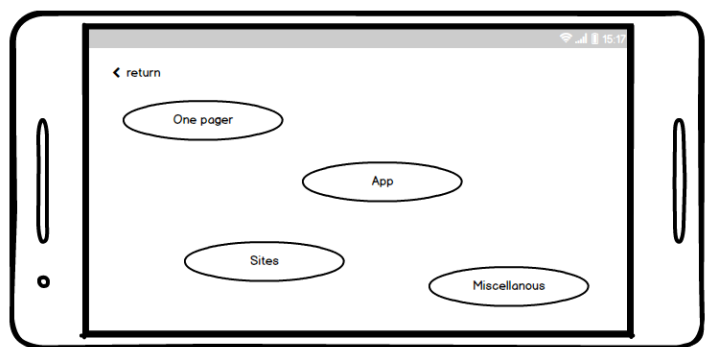 15:17
return
One pager
App
Sites
Miscellanous